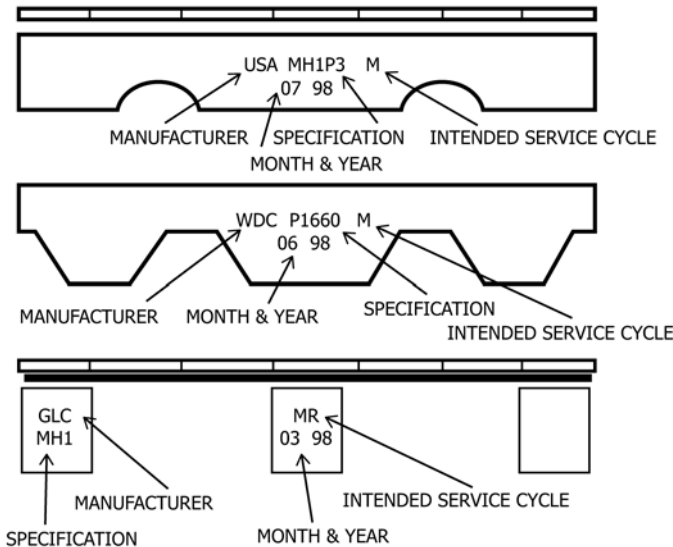 USA MH1P3 M
07 98
MANUFACTURER SPECIFICATION INTENDED SERVICE CYCLE
MONTH & YEAR
WDC P1660 M
06 98
MANUFACTURER MONTH & YEAR SPECIFICATION
INTENDED SERVICE CYCLE
GLC MR
MH1 03 98
MANUFACTURER INTENDED SERVICE CYCLE
SPECIFICATION MONTH & YEAR